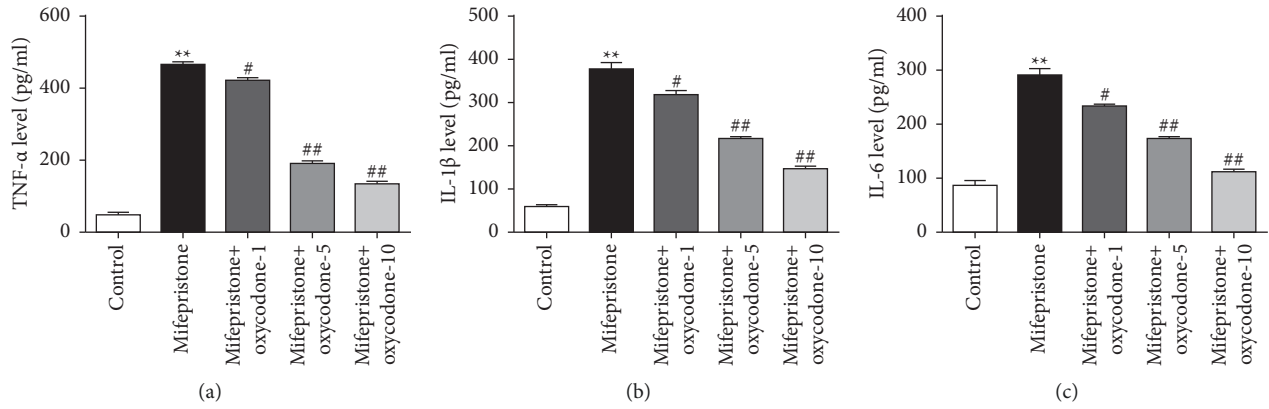 TNF-α level (pg/ml)
600
400
200
0
**
#
##
##
Control
Mifepristone
Mifepristone+
oxycodone-1
Mifepristone+
oxycodone-5
Mifepristone+
oxycodone-10
(a)
IL-1β level (pg/ml)
500
400
300
200
100
0
**
#
##
##
Control
Mifepristone
Mifepristone+
oxycodone-1
Mifepristone+
oxycodone-5
Mifepristone+
oxycodone-10
(b)
IL-6 level (pg/ml)
400
300
200
100
0
**
#
##
##
Control
Mifepristone
Mifepristone+
oxycodone-1
Mifepristone+
oxycodone-5
Mifepristone+
oxycodone-10
(c)